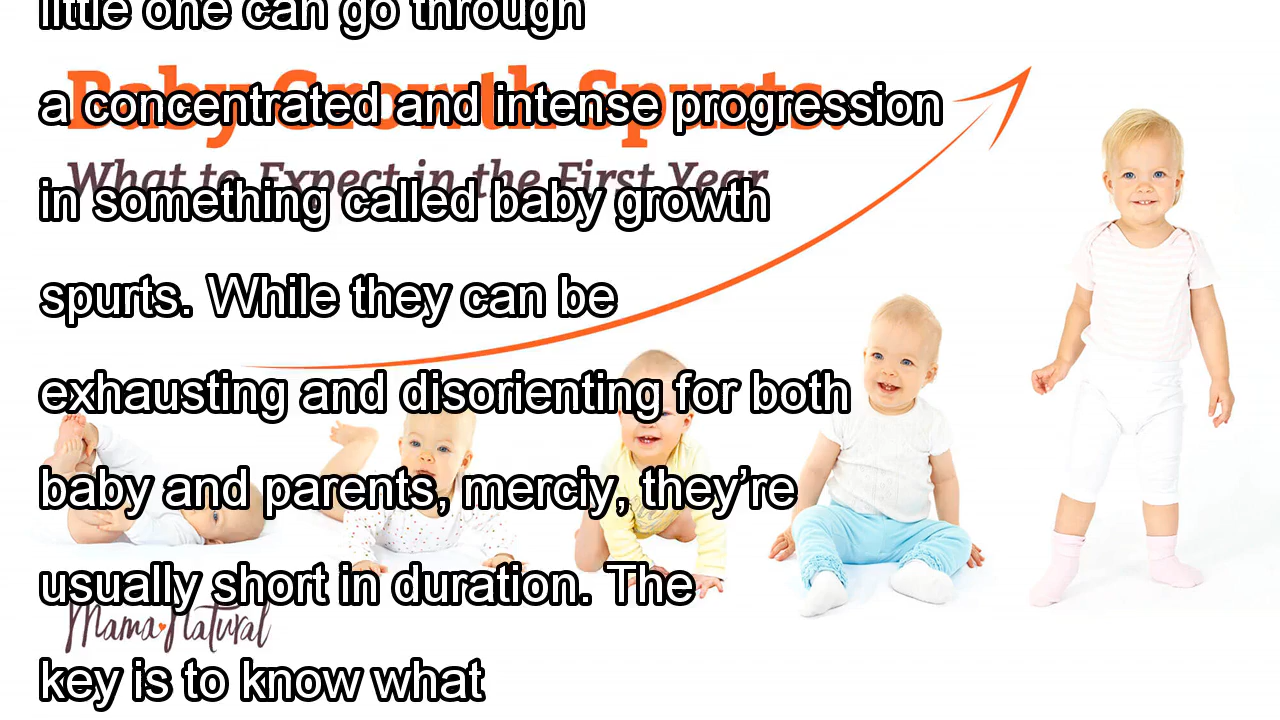 little one can go through
Baby Growth Spurts:
a concentrated and intense progression
What to Expect in the First Year
in something called baby growth
spurts. While they can be
exhausting and disorienting for both
baby and parents, merciy, they’re
usually short in duration. The
Mama Natural
key is to know what